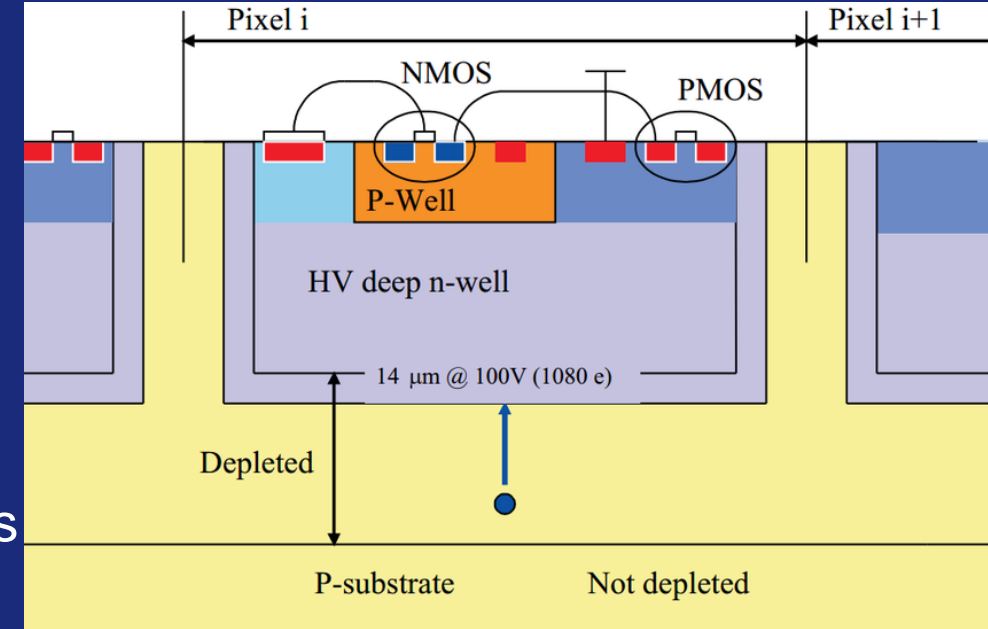 Pixel i
Pixel i+1
NMOS
PMOS
P-Well
HV deep n-well
14 μm @ 100V (1080 e)
Depleted
s
P-substrate
Not depleted